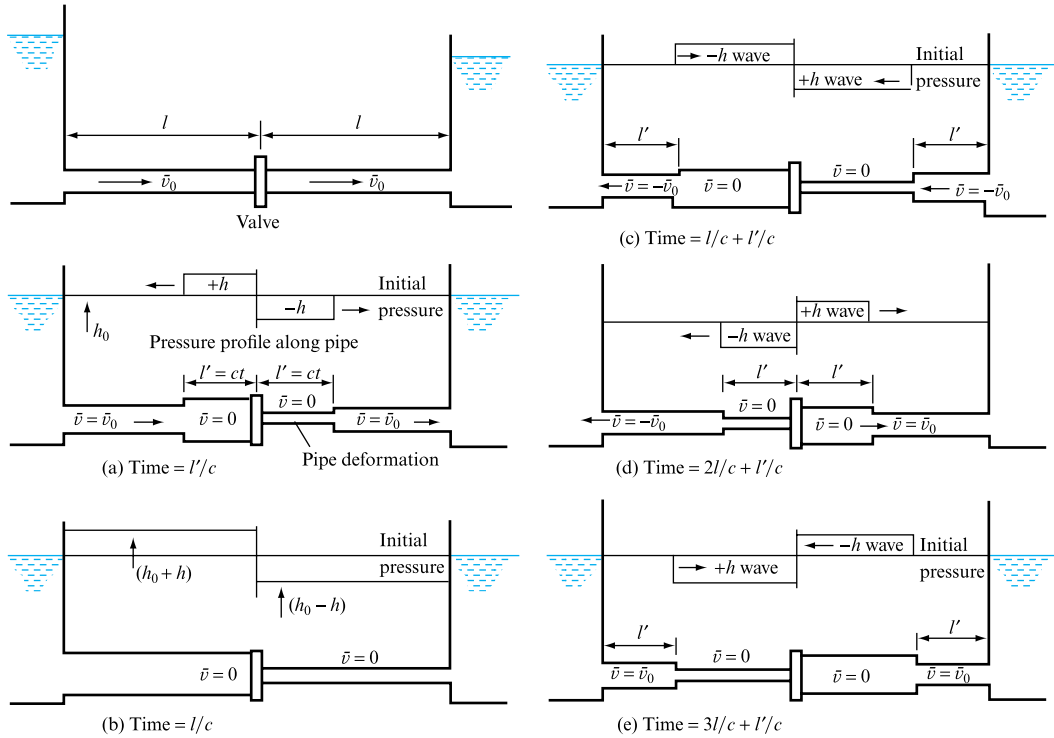 l
l
v̄₀
v̄₀
Valve
+h
Initial
−h
pressure
h₀
Pressure profile along pipe
l′ = ct
l′ = ct
v̄ = 0
v̄ = v̄₀
v̄ = 0
v̄ = v̄₀
Pipe deformation
(a) Time = l′/c
Initial
pressure
(h₀ + h)
(h₀ − h)
v̄ = 0
v̄ = 0
(b) Time = l/c
−h wave
Initial
+h wave
pressure
l′
l′
v̄ = 0
v̄ = −v̄₀
v̄ = 0
v̄ = −v̄₀
(c) Time = l/c + l′/c
+h wave
−h wave
l′
l′
v̄ = 0
v̄ = −v̄₀
v̄ = 0
v̄ = v̄₀
(d) Time = 2l/c + l′/c
−h wave
Initial
+h wave
pressure
l′
l′
v̄ = 0
v̄ = v̄₀
v̄ = 0
v̄ = v̄₀
(e) Time = 3l/c + l′/c